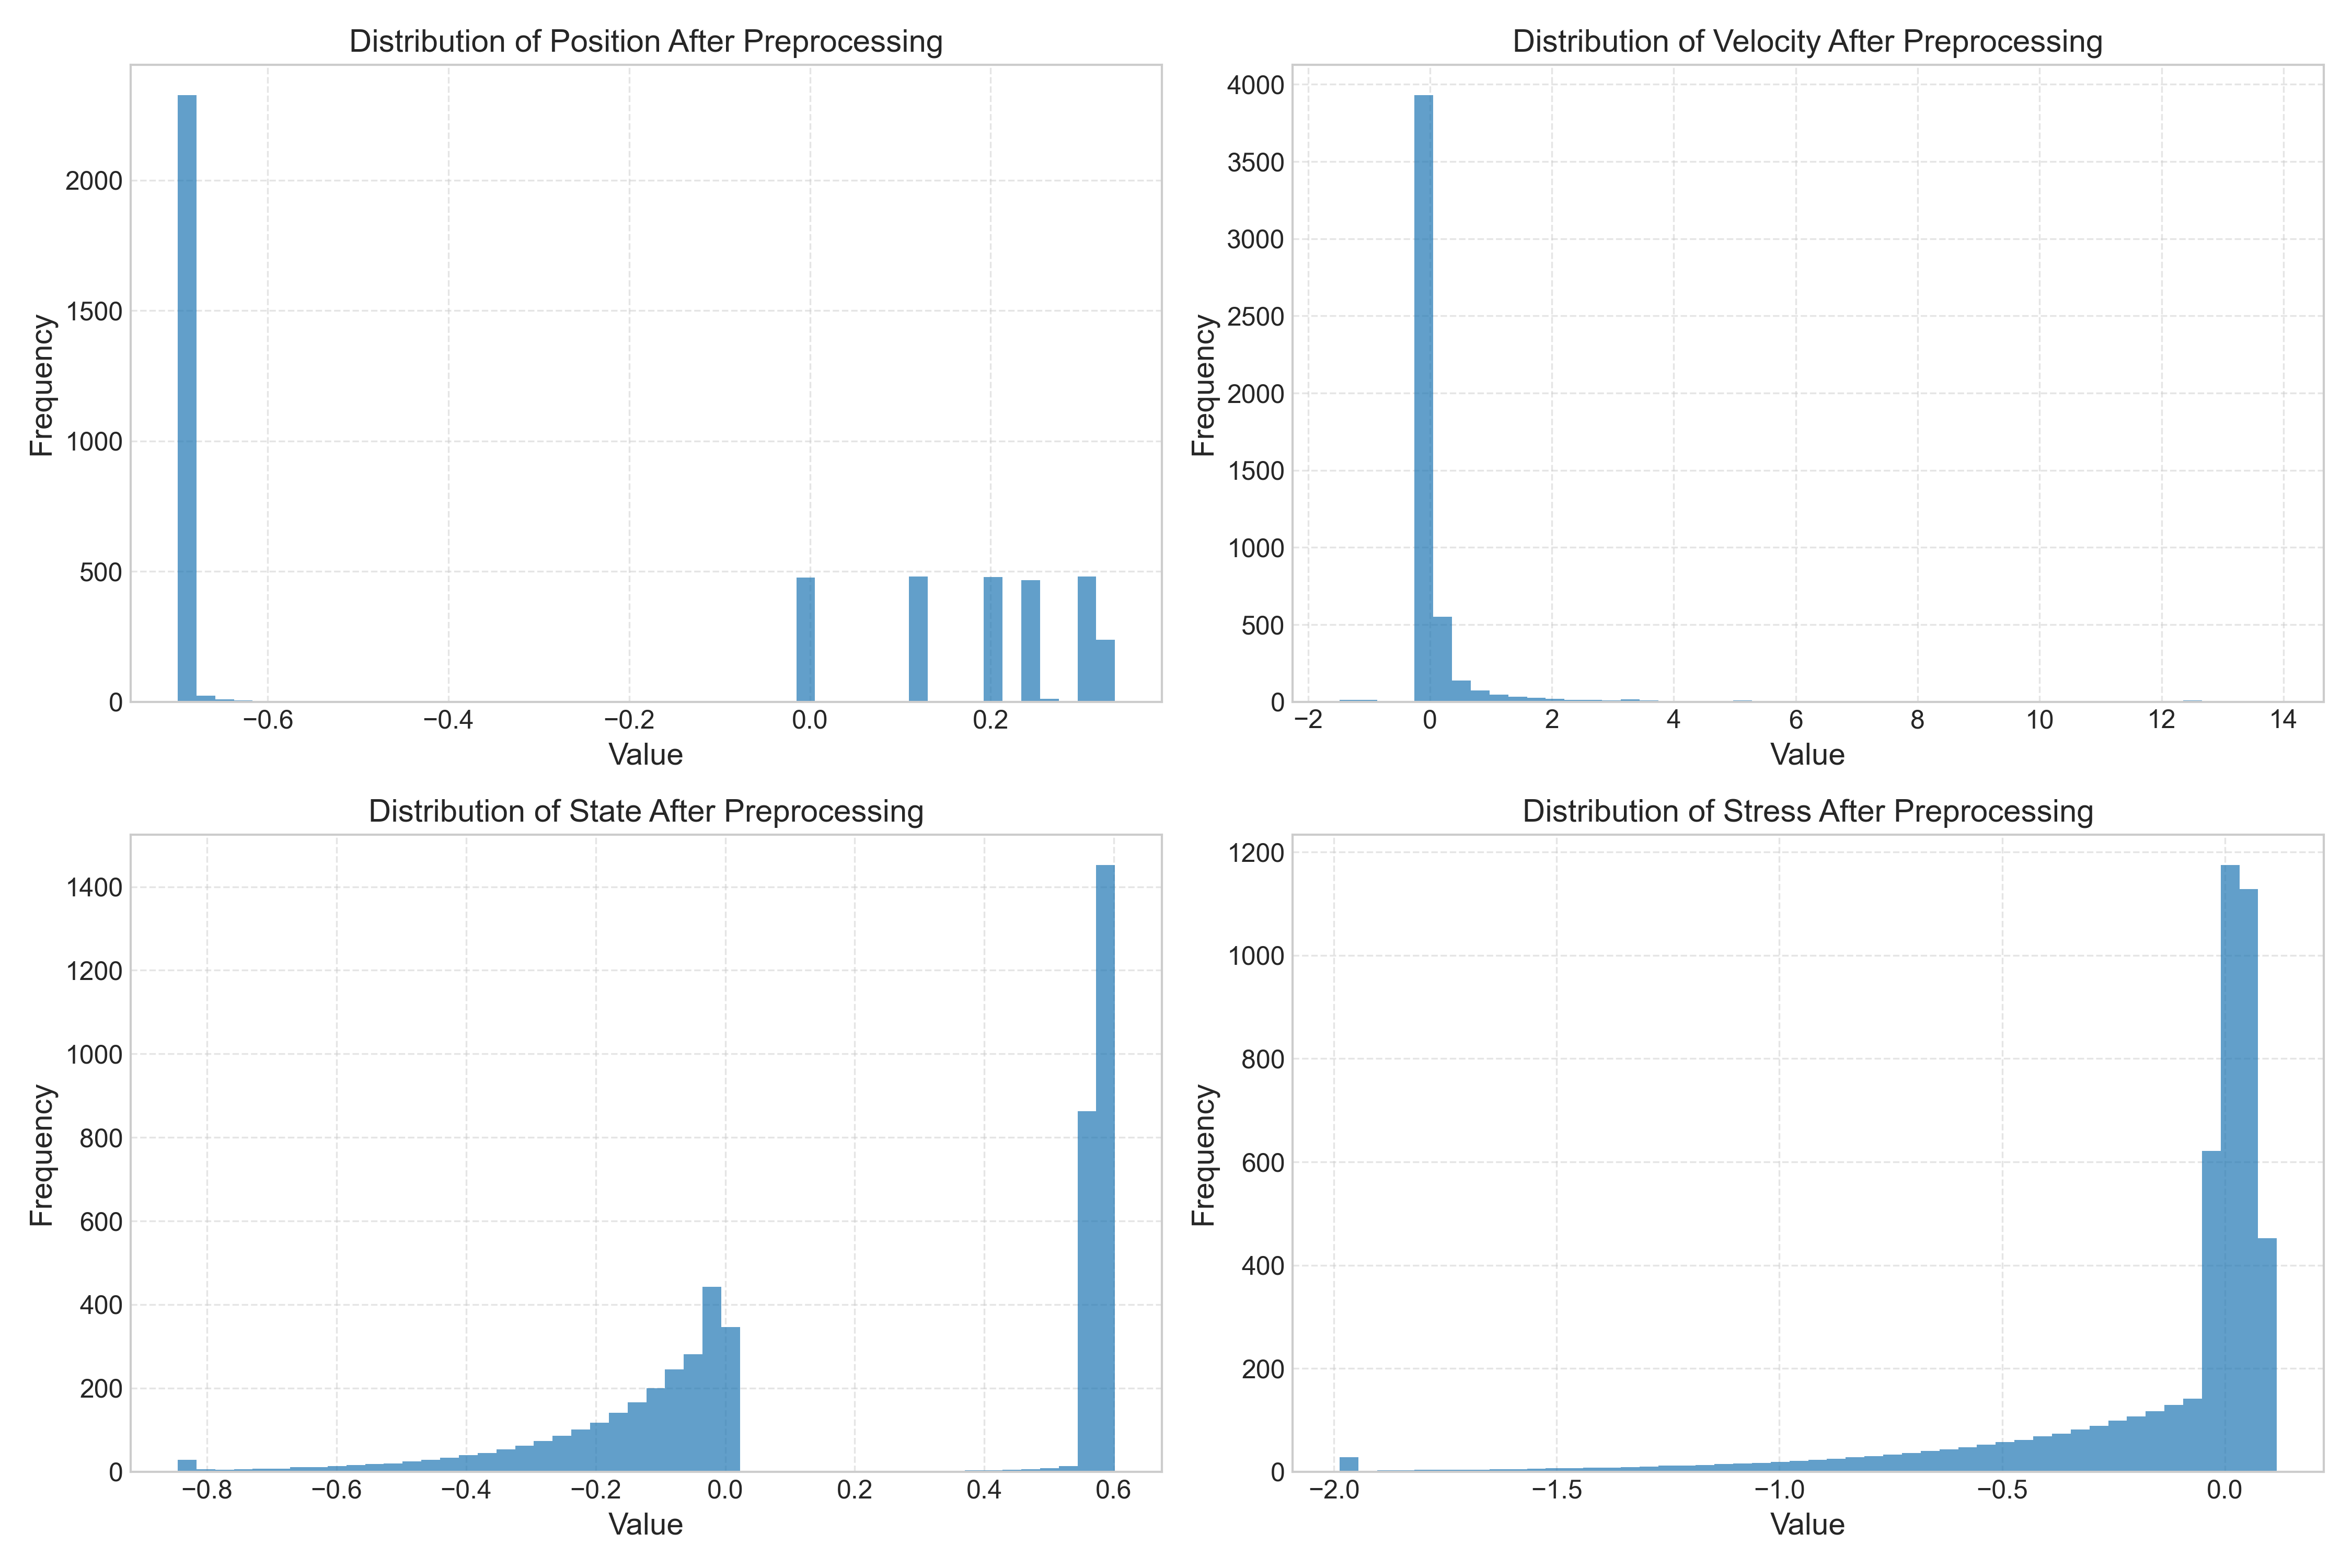 Distribution of Position After Preprocessing
Frequency
2000
1500
1000
500
0
−0.6 −0.4 −0.2 0.0 0.2
Value
Distribution of Velocity After Preprocessing
Frequency
4000
3500
3000
2500
2000
1500
1000
500
0
−2 0 2 4 6 8 10 12 14
Value
Distribution of State After Preprocessing
Frequency
1400
1200
1000
800
600
400
200
0
−0.8 −0.6 −0.4 −0.2 0.0 0.2 0.4 0.6
Value
Distribution of Stress After Preprocessing
Frequency
1200
1000
800
600
400
200
0
−2.0 −1.5 −1.0 −0.5 0.0
Value